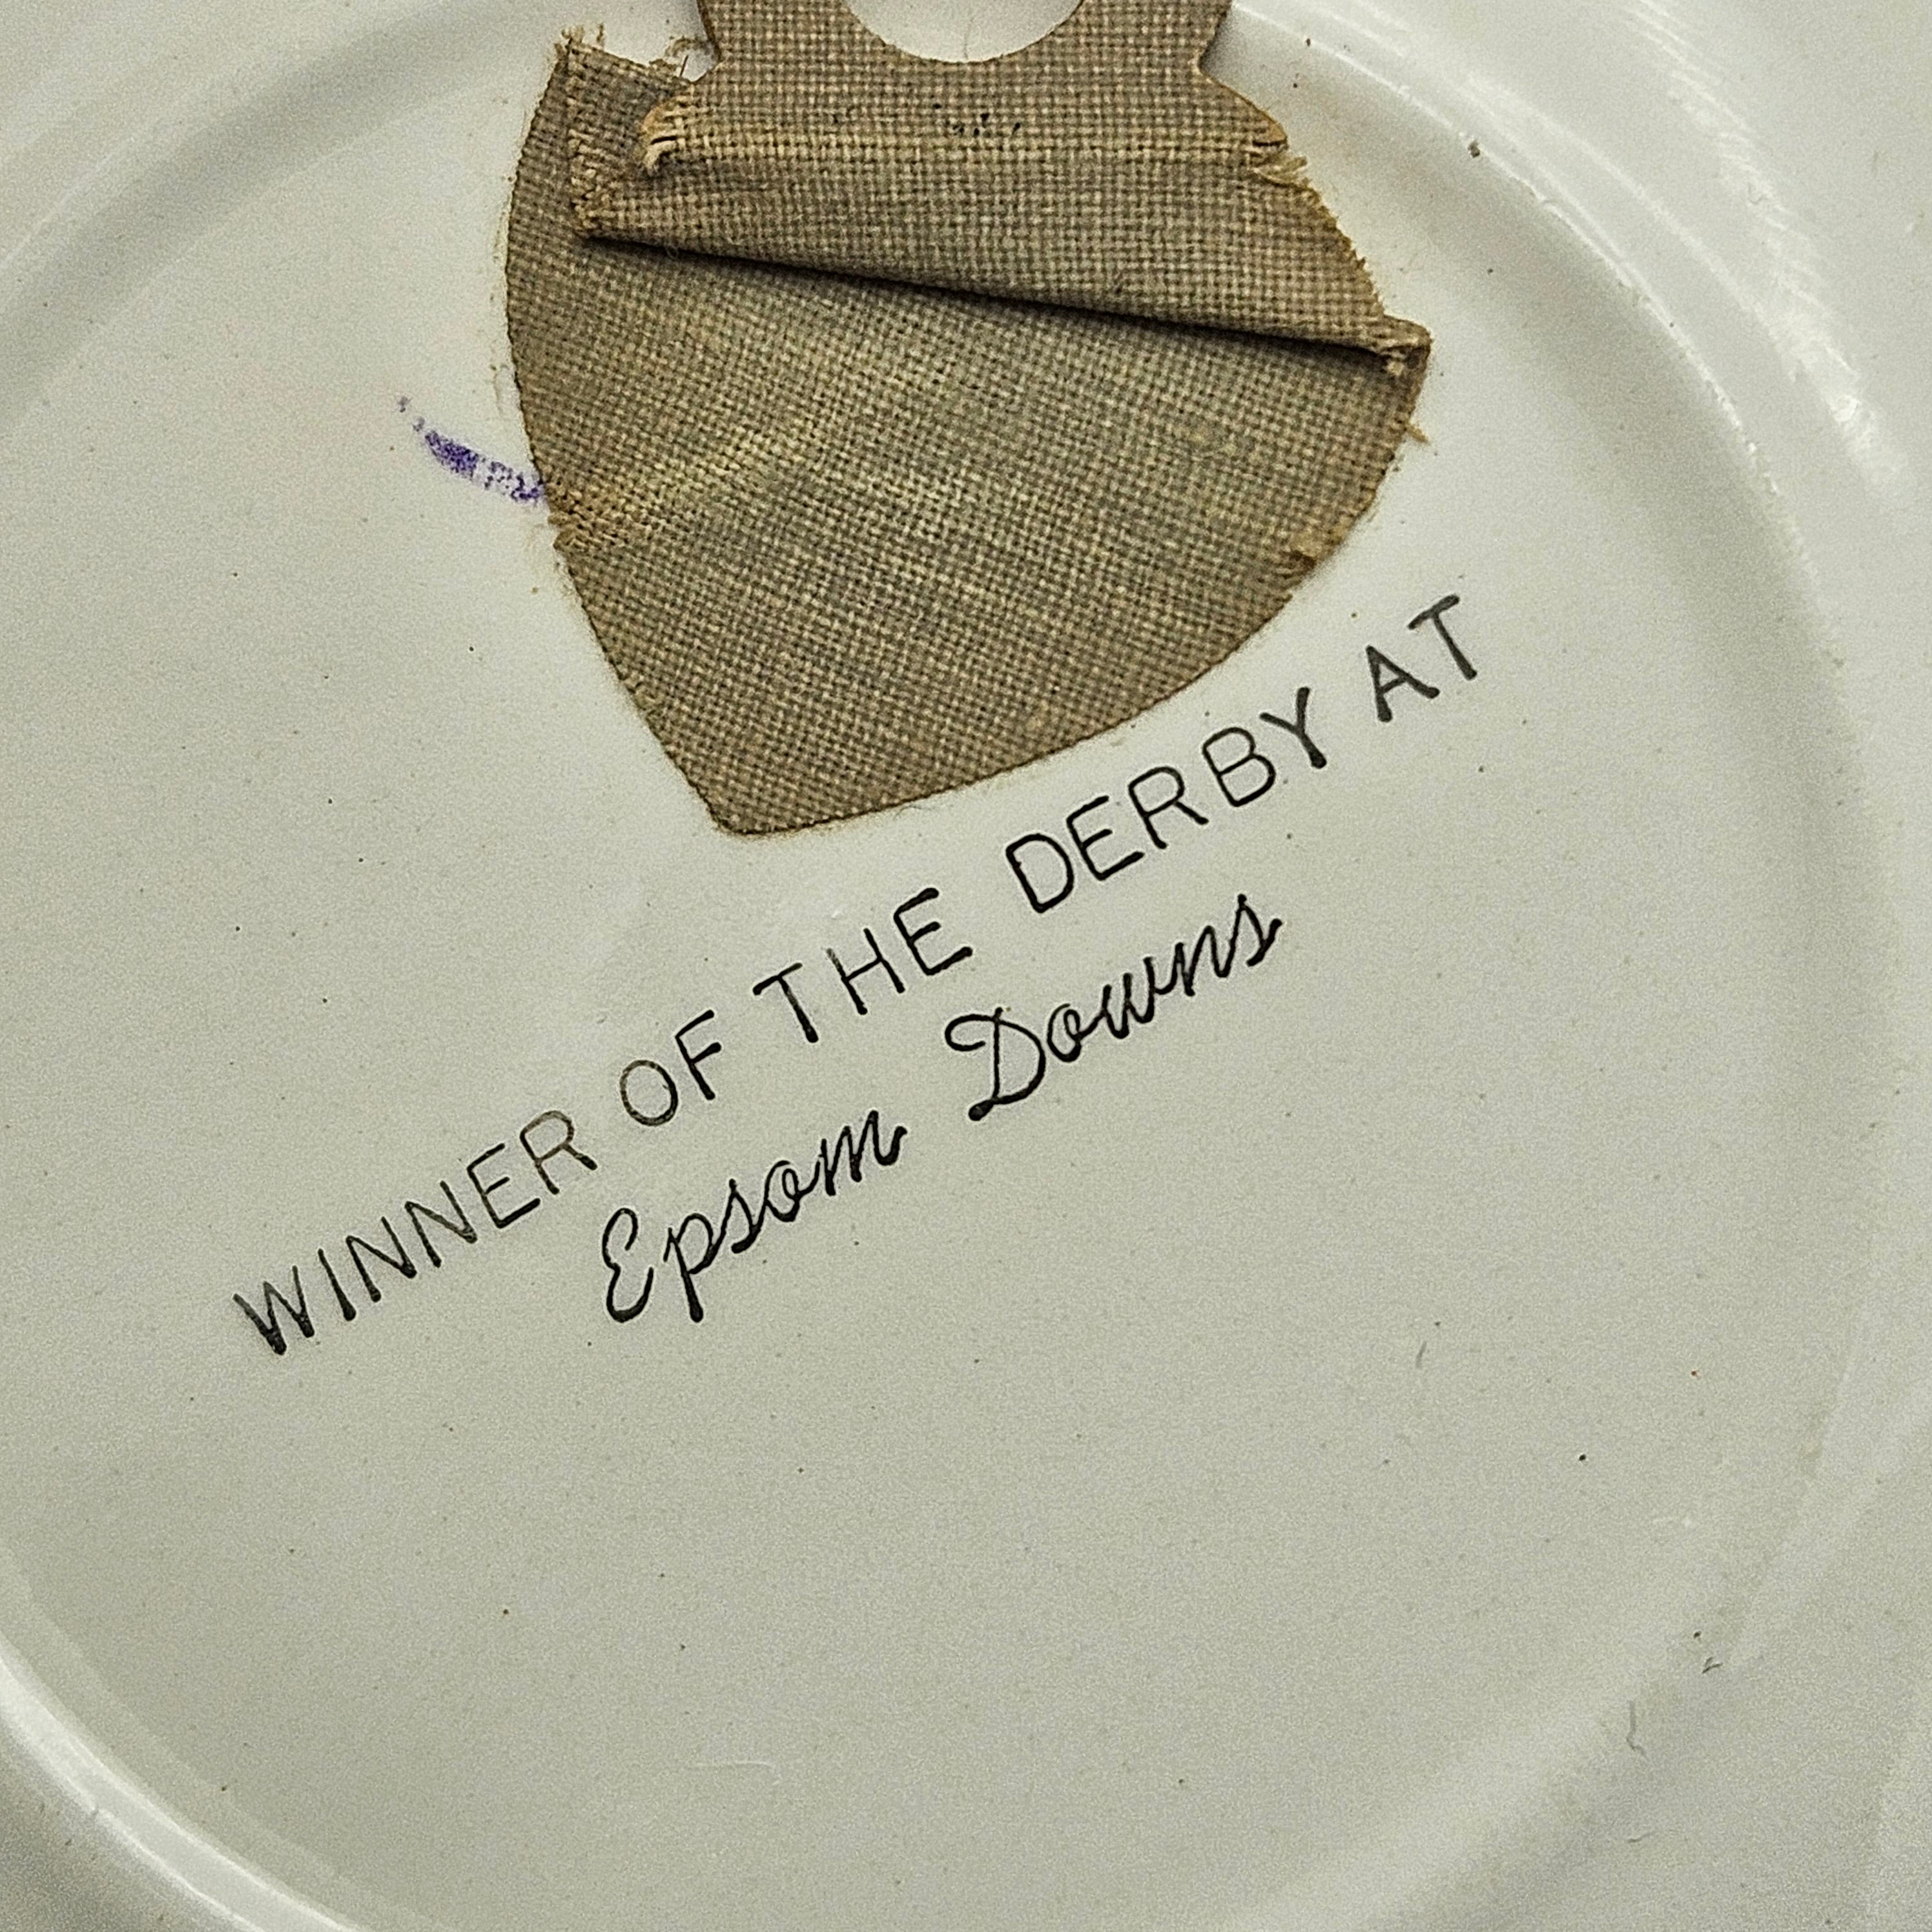 WINNER OF THE DERBY AT
Epsom Downs